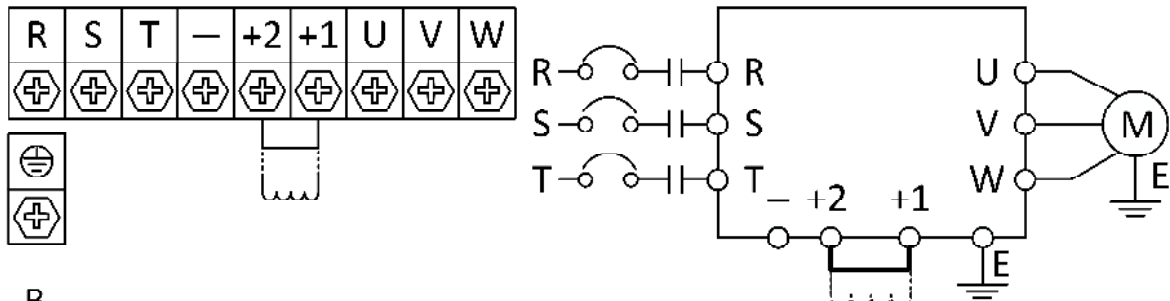 R S T − +2 +1 U V W
R R U
S S V M
T T W E
− +2 +1
E
R